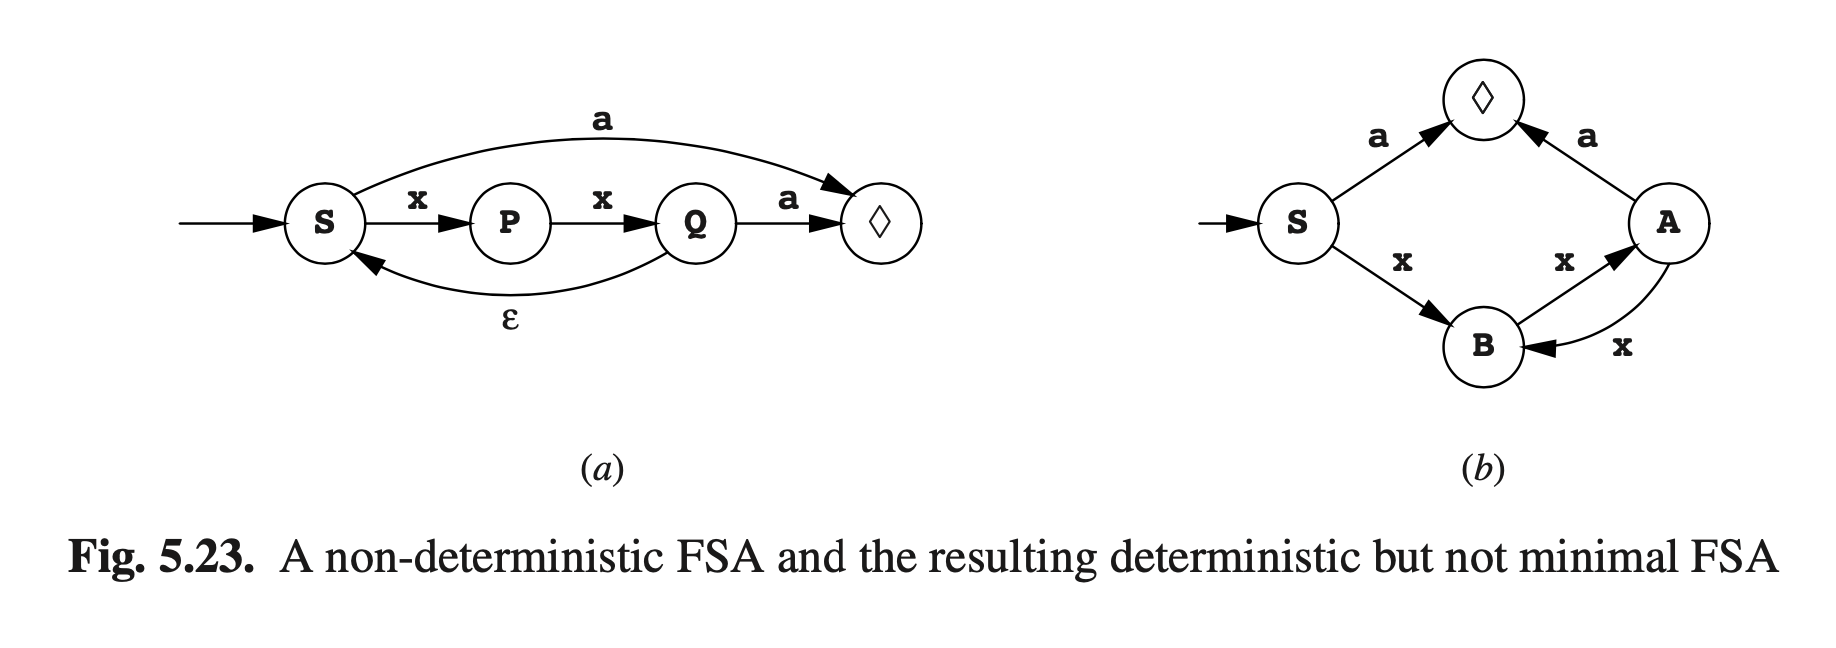 a
S x P x Q a ◊
ε
(a)
◊
a a
S A
x x
B x
(b)
Fig. 5.23. A non-deterministic FSA and the resulting deterministic but not minimal FSA